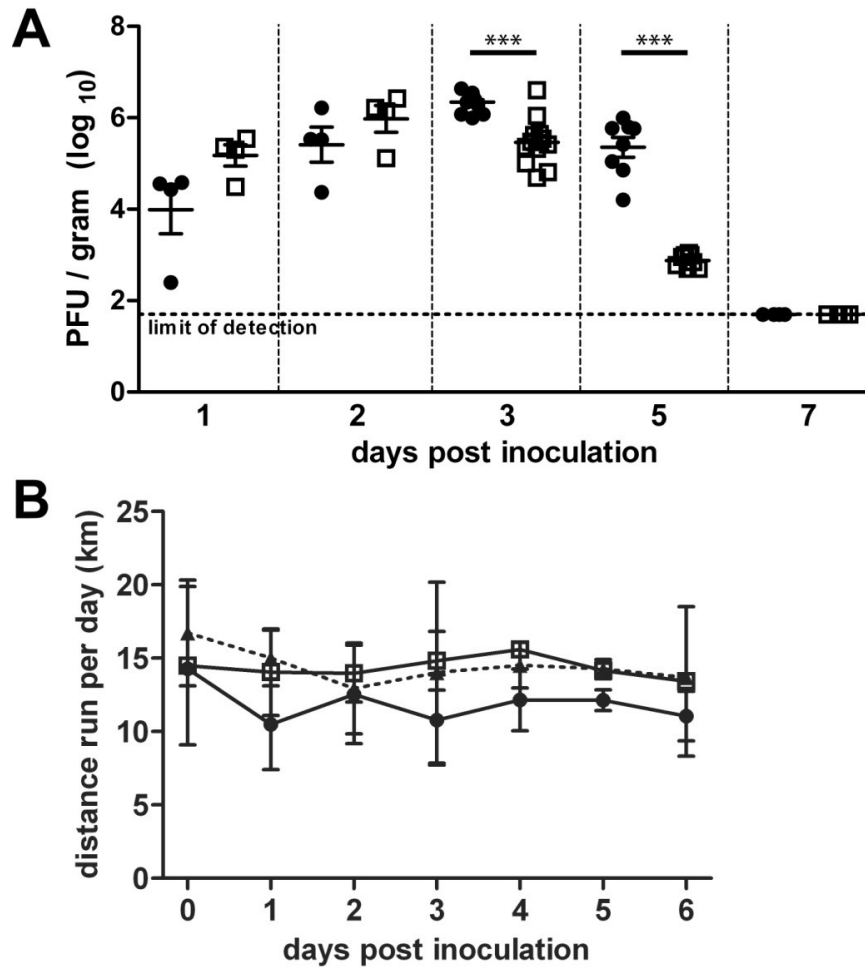 A
PFU / gram (log 10)
8
6
4
2
0
***
***
limit of detection
1 2 3 5 7
days post inoculation
B
distance run per day (km)
25
20
15
10
5
0
0 1 2 3 4 5 6
days post inoculation